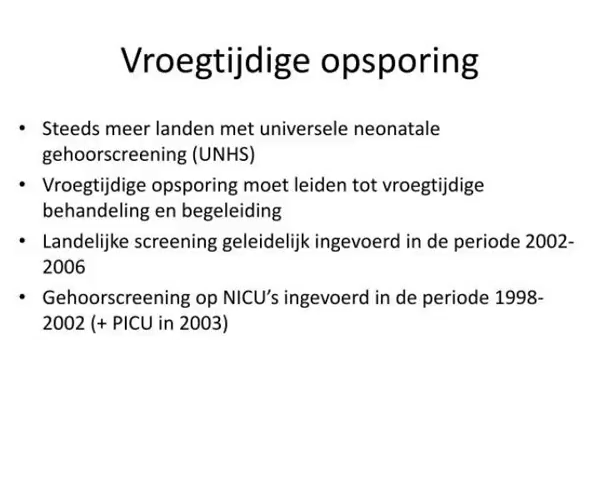 Vroegtijdige opsporing
• Steeds meer landen met universele neonatale
gehoorscreening (UNHS)
• Vroegtijdige opsporing moet leiden tot vroegtijdige
behandeling en begeleiding
• Landelijke screening geleidelijk ingevoerd in de periode 2002-
2006
• Gehoorscreening op NICU's ingevoerd in de periode 1998-
2002 (+ PICU in 2003)